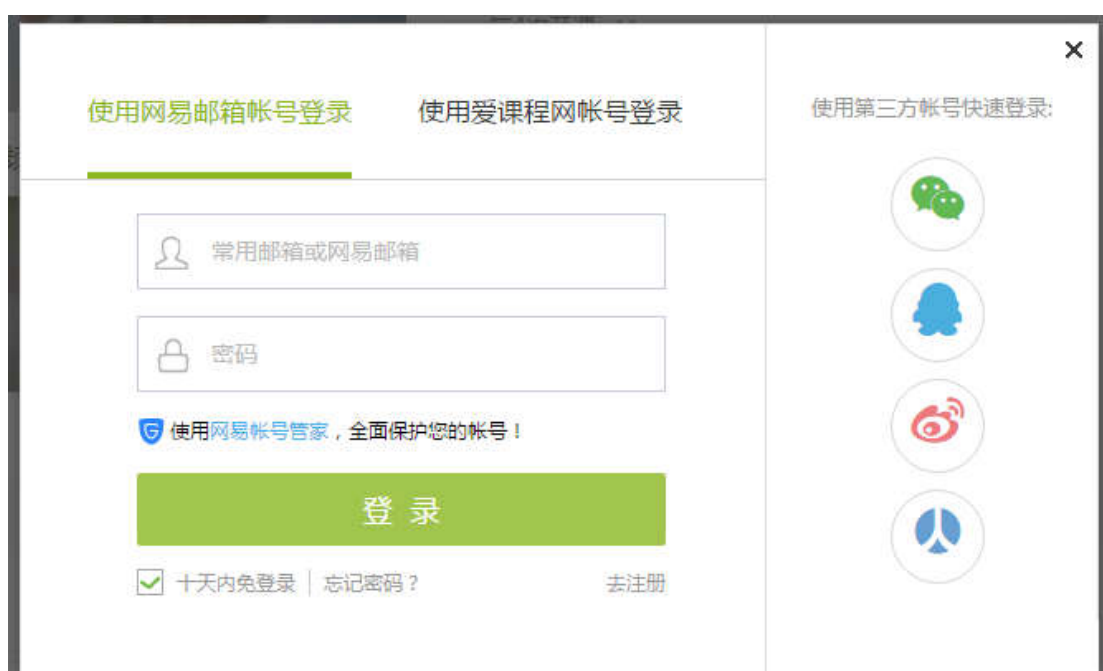 使用网易邮箱帐号登录 使用爱课程网帐号登录
使用第三方帐号快速登录:
常用邮箱或网易邮箱
密码
使用网易帐号管家，全面保护您的帐号！
登 录
十天内免登录 忘记密码？ 去注册